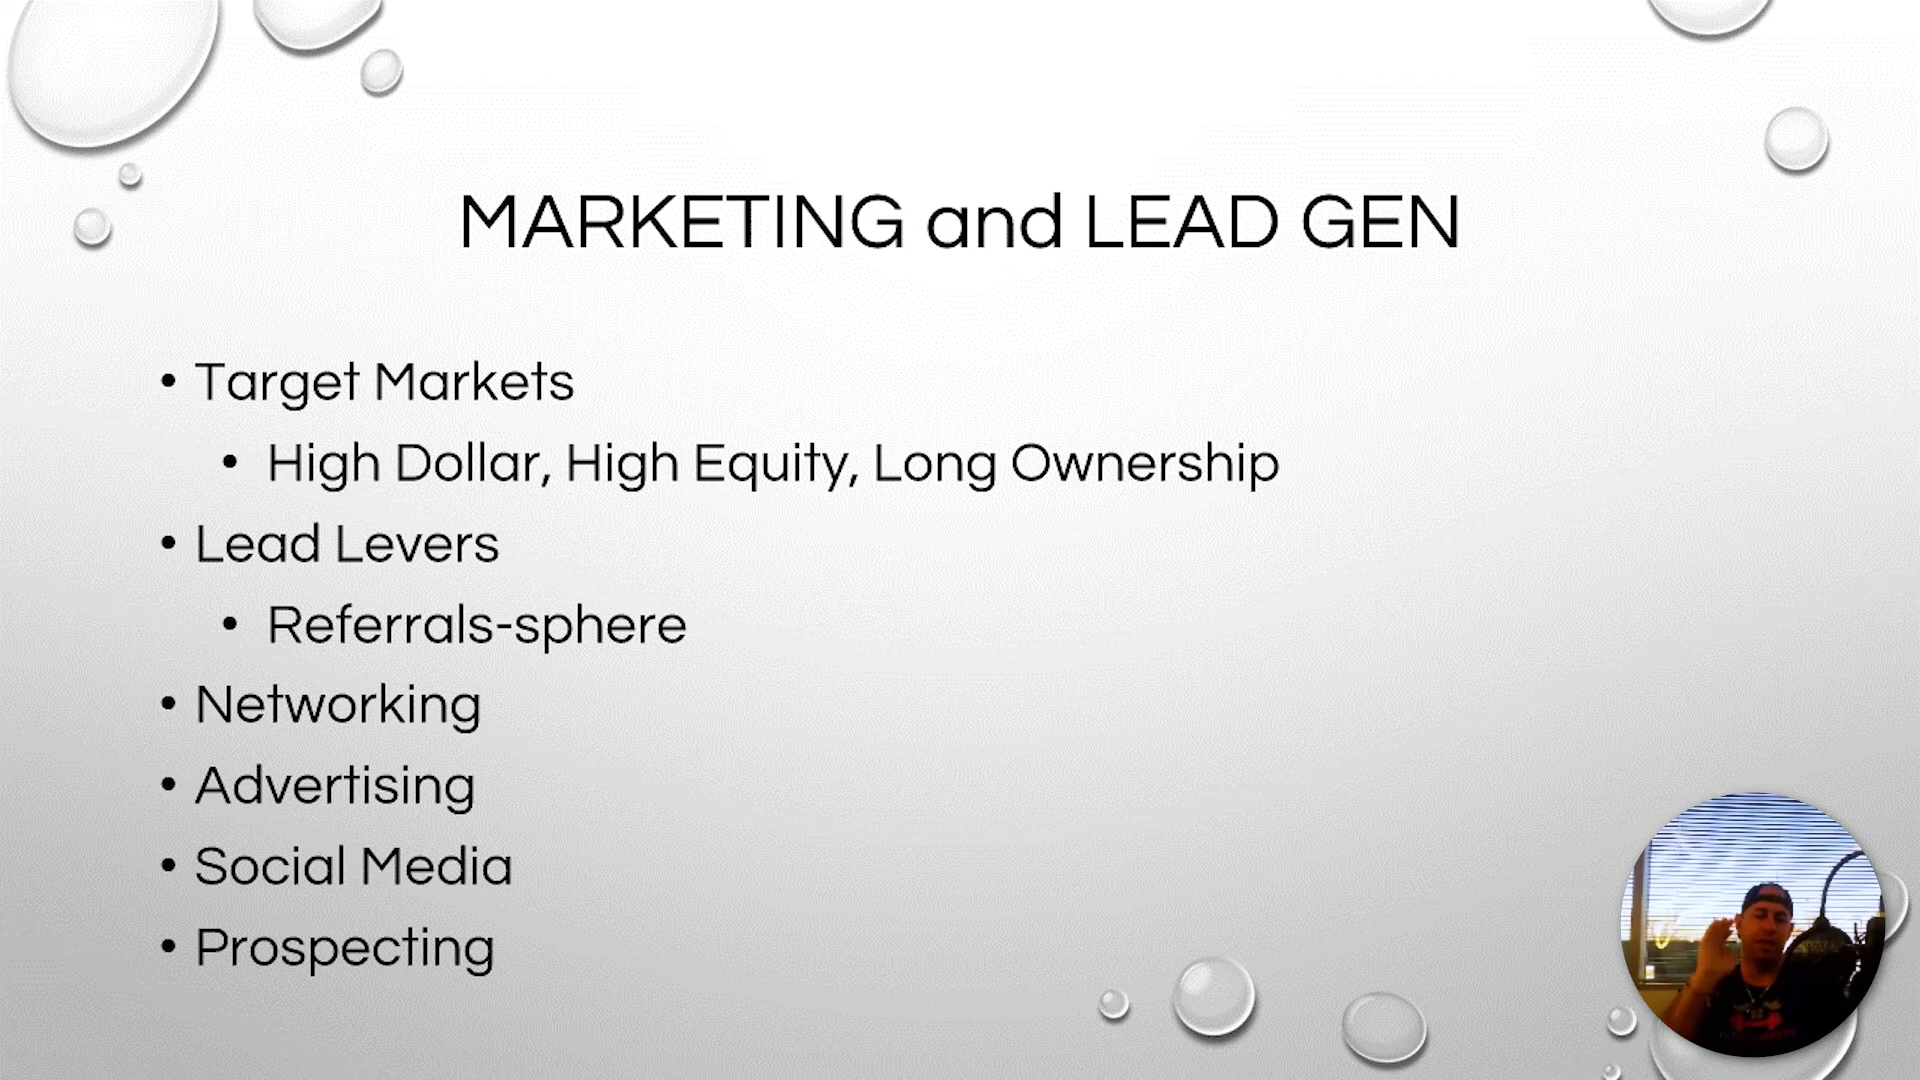 MARKETING and LEAD GEN
• Target Markets
• High Dollar, High Equity, Long Ownership
• Lead Levers
• Referrals-sphere
• Networking
• Advertising
• Social Media
• Prospecting